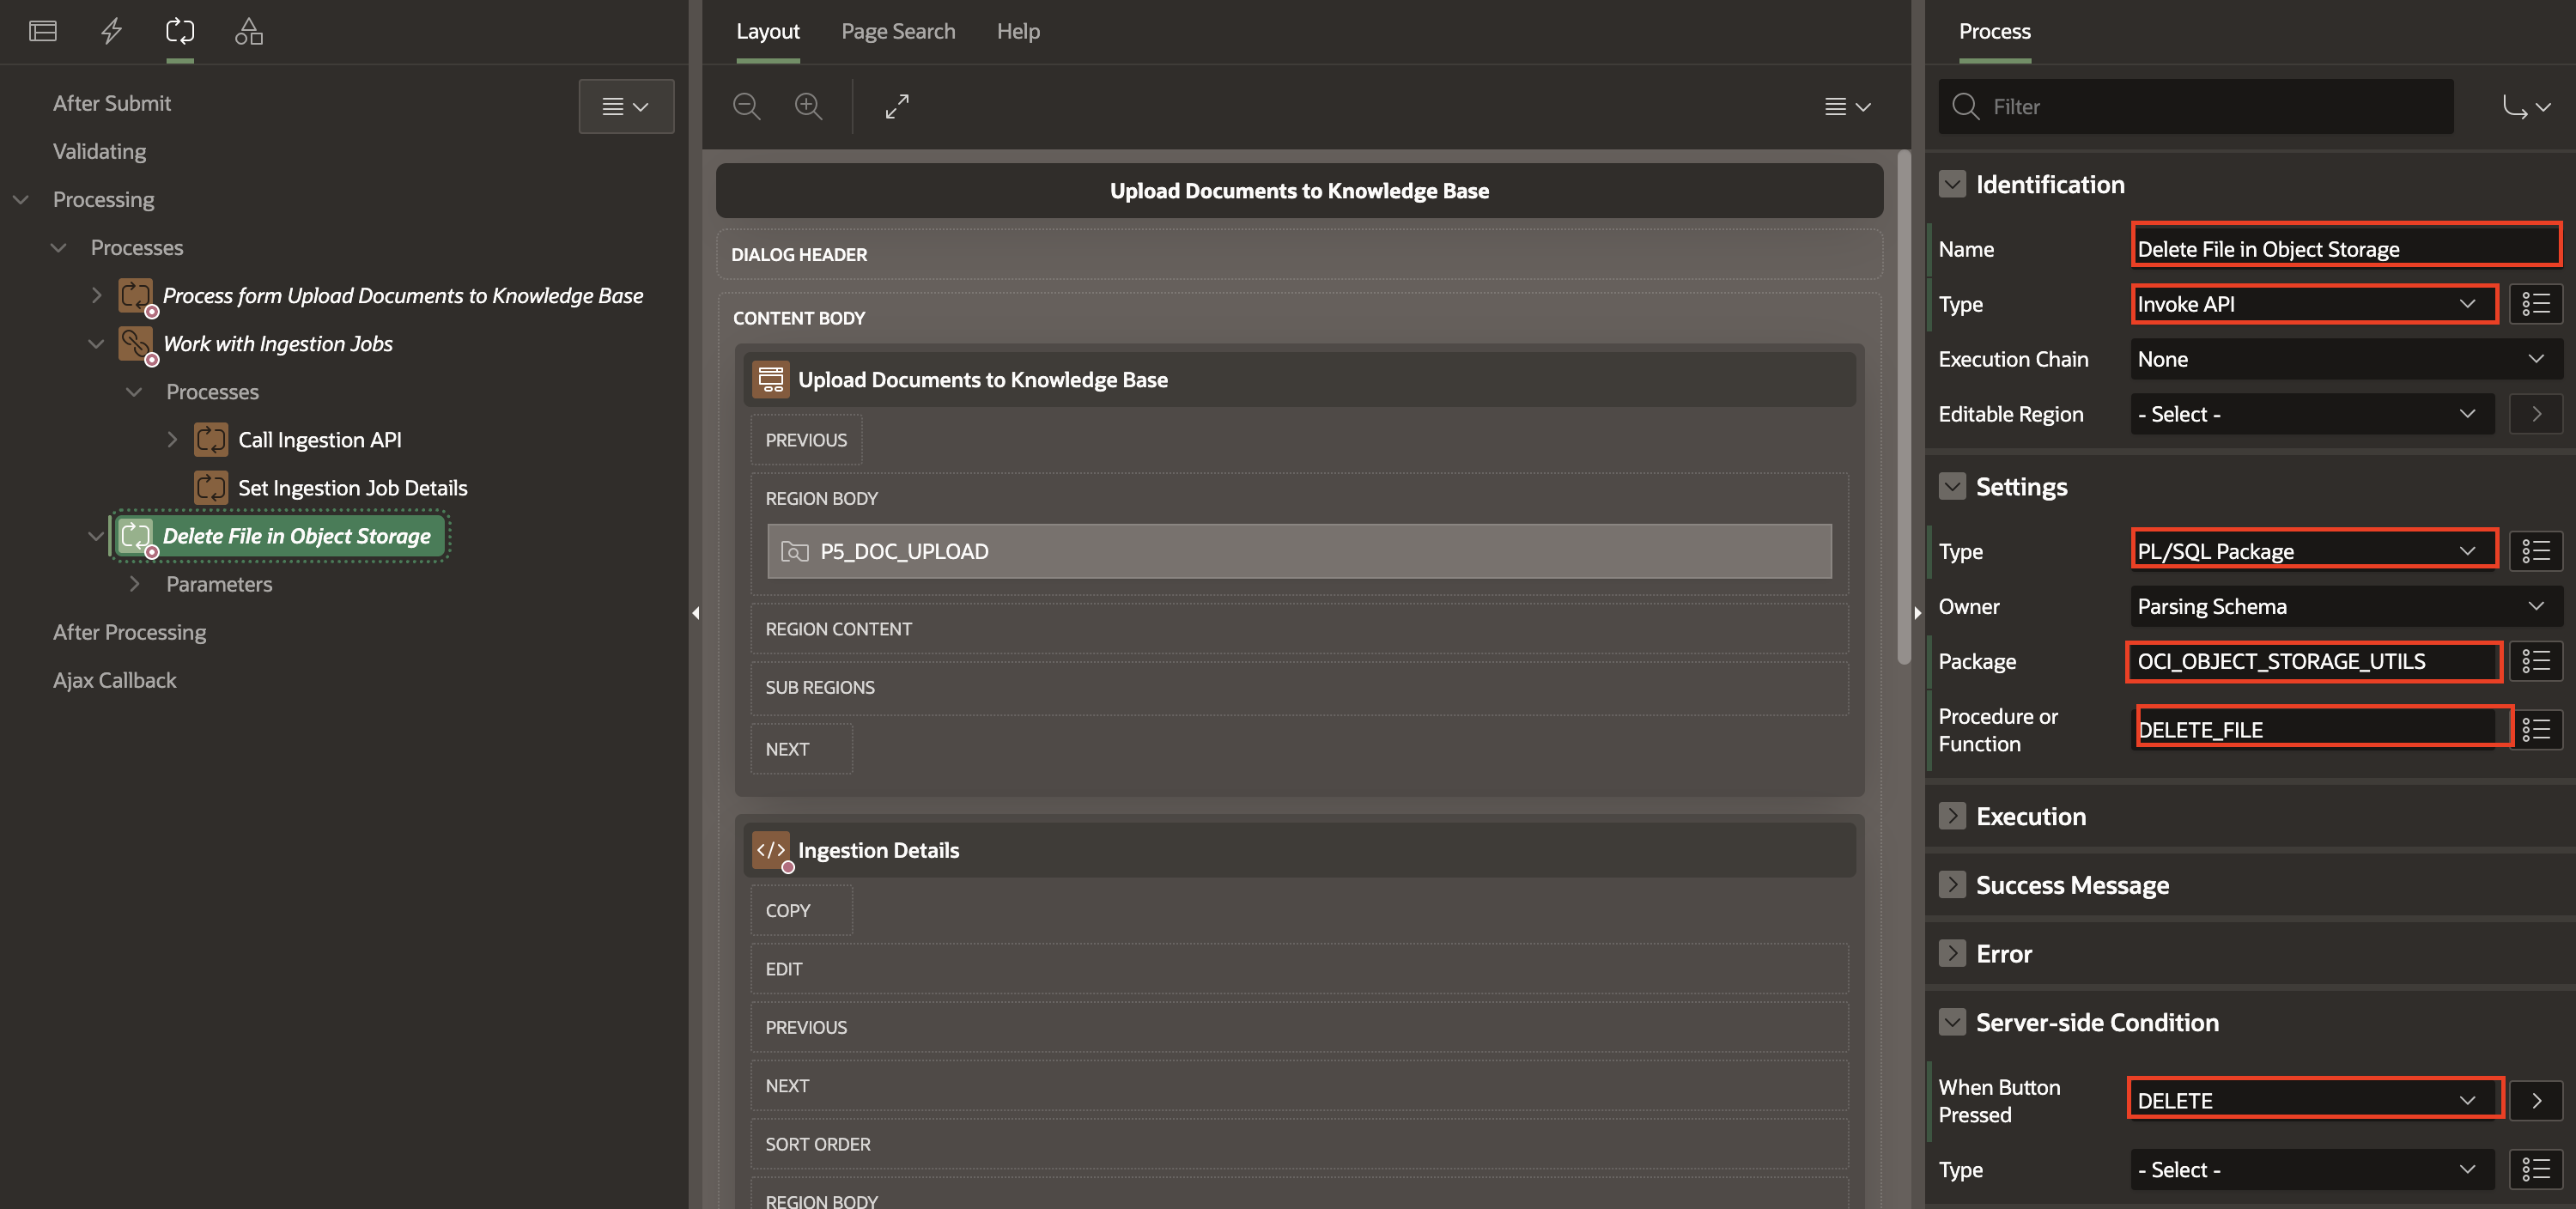 After Submit
Validating
Processing
Processes
Process form Upload Documents to Knowledge Base
Work with Ingestion Jobs
Processes
Call Ingestion API
Set Ingestion Job Details
Delete File in Object Storage
Parameters
After Processing
Ajax Callback
Layout Page Search Help
Upload Documents to Knowledge Base
DIALOG HEADER
CONTENT BODY
Upload Documents to Knowledge Base
PREVIOUS
REGION BODY
P5_DOC_UPLOAD
REGION CONTENT
SUB REGIONS
NEXT
Ingestion Details
COPY
EDIT
PREVIOUS
NEXT
SORT ORDER
REGION BODY
Process
Filter
Identification
Name Delete File in Object Storage
Type Invoke API
Execution Chain None
Editable Region - Select -
Settings
Type PL/SQL Package
Owner Parsing Schema
Package OCI_OBJECT_STORAGE_UTILS
Procedure or
Function DELETE_FILE
Execution
Success Message
Error
Server-side Condition
When Button
Pressed DELETE
Type - Select -